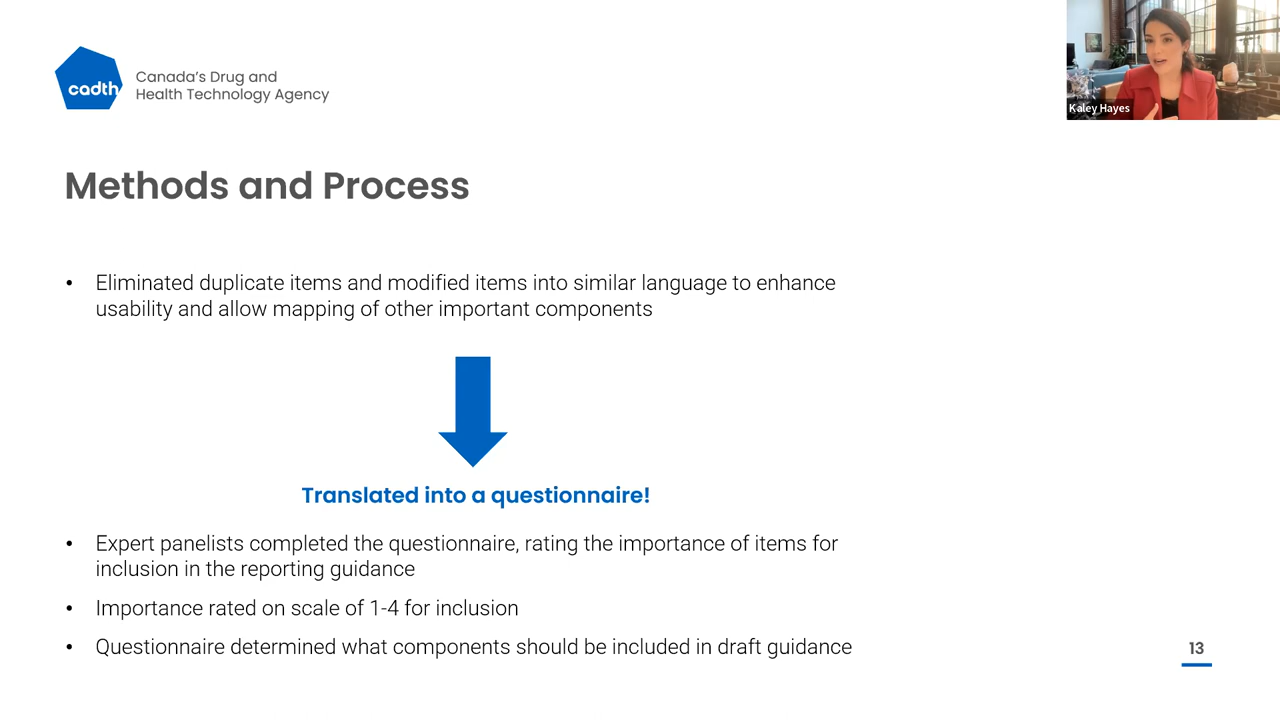 cadth
Canada's Drug and
Health Technology Agency
Kaley Hayes
Methods and Process
• Eliminated duplicate items and modified items into similar language to enhance
usability and allow mapping of other important components
Translated into a questionnaire!
• Expert panelists completed the questionnaire, rating the importance of items for
inclusion in the reporting guidance
• Importance rated on scale of 1-4 for inclusion
• Questionnaire determined what components should be included in draft guidance
13